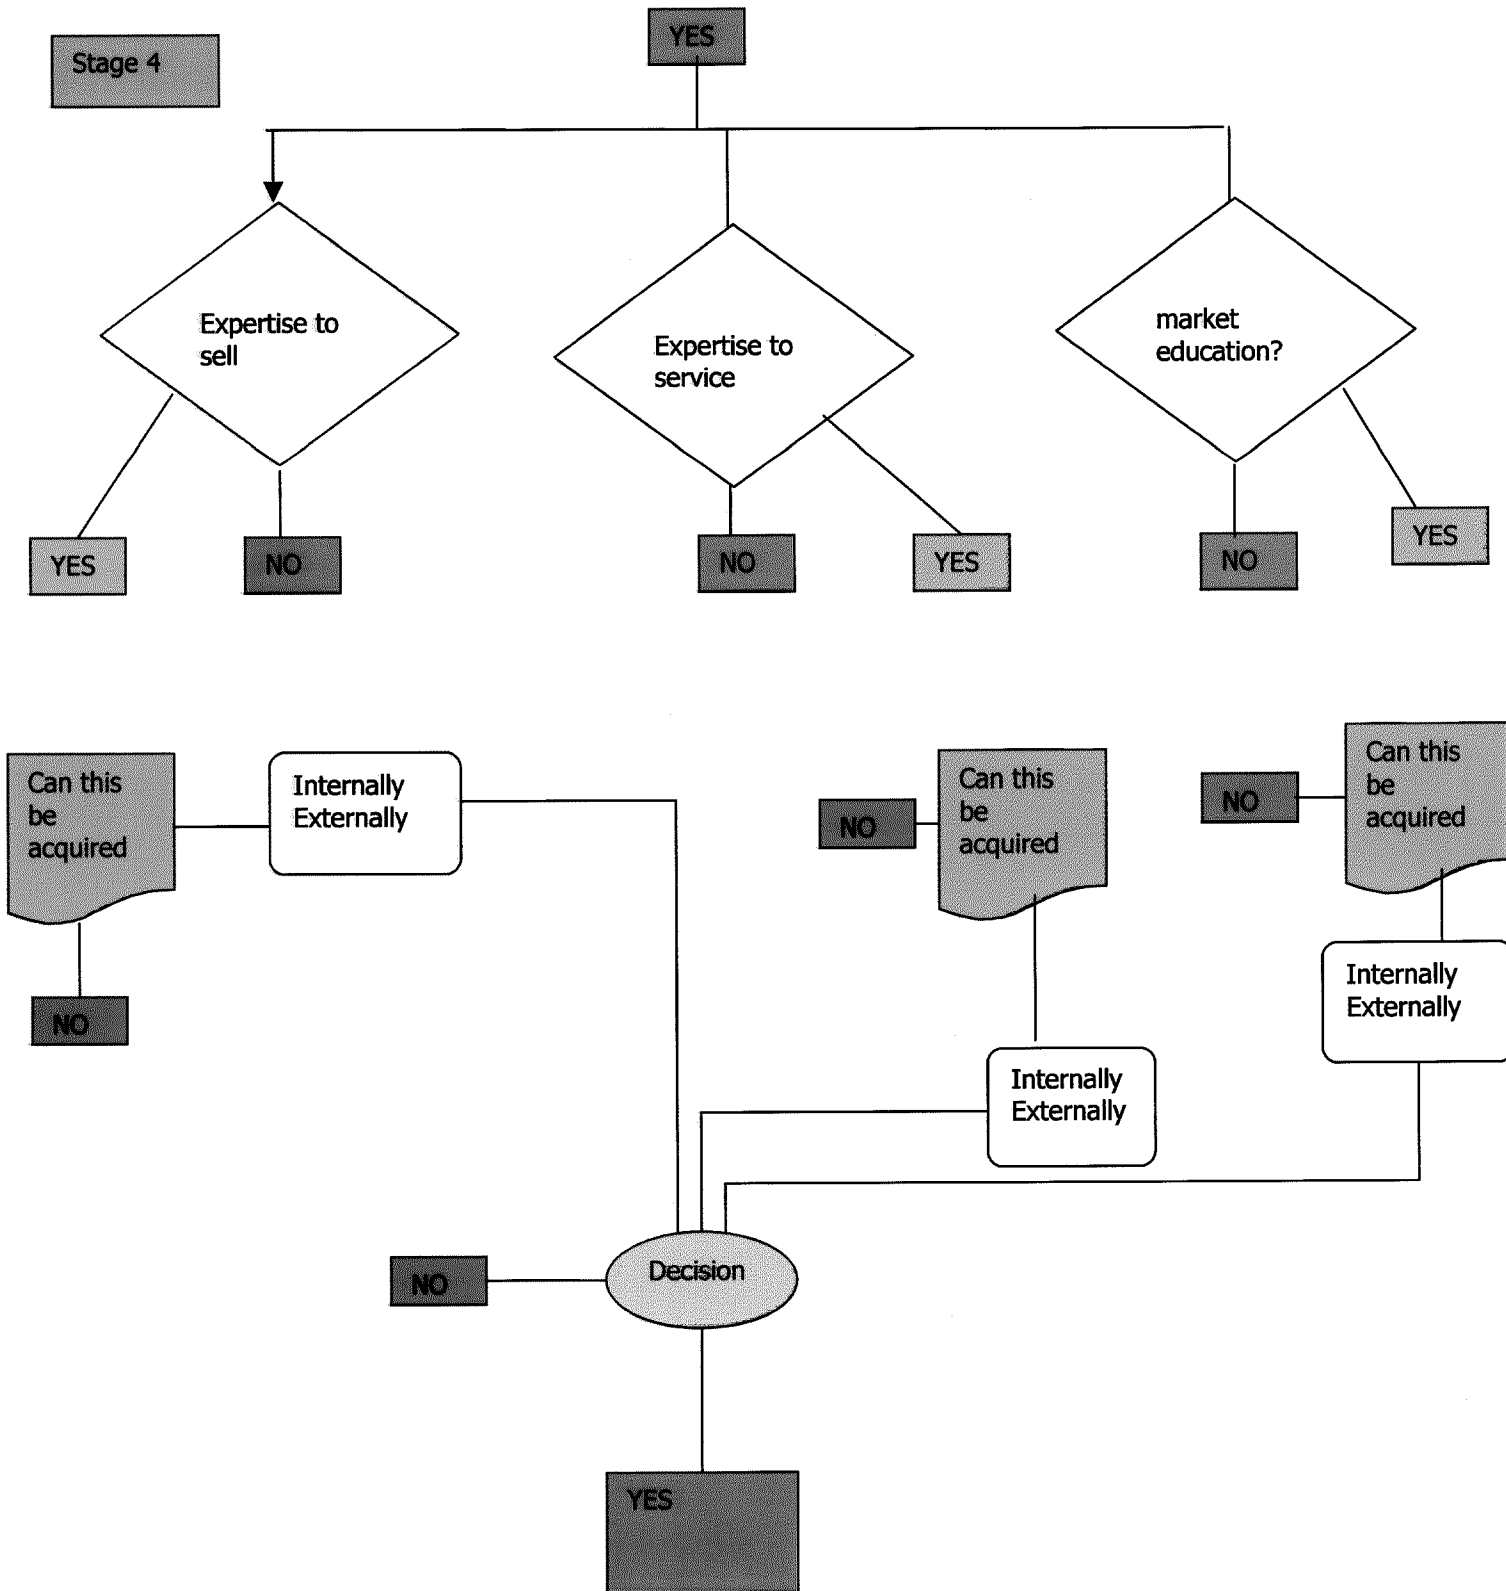 YES
Stage 4
Expertise to
sell
Expertise to
service
market
education?
YES
NO
NO
YES
NO
YES
Can this
be
acquired
Internally
Externally
NO
Can this
be
acquired
NO
Can this
be
acquired
NO
Internally
Externally
Internally
Externally
NO
Decision
YES